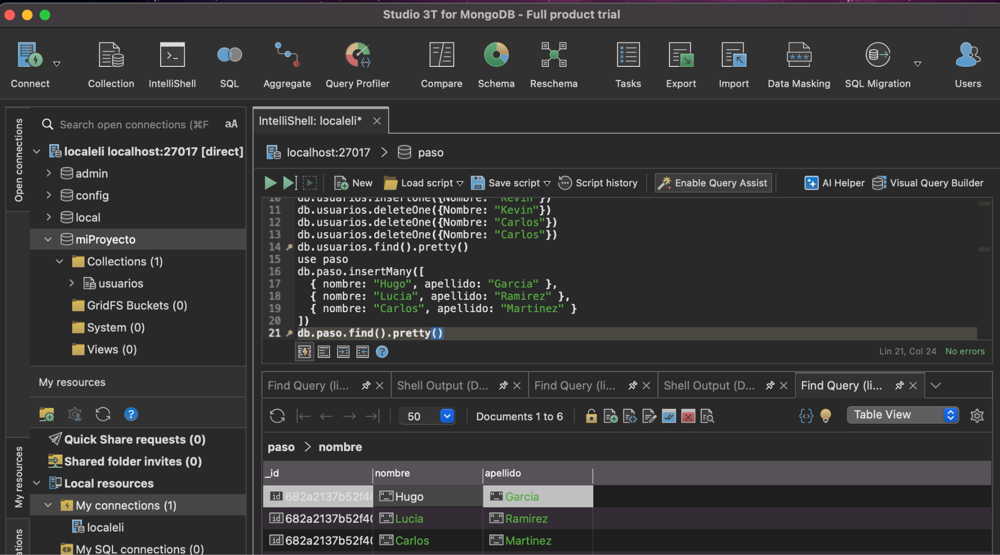 Studio 3T for MongoDB - Full product trial
Connect
Collection
IntelliShell
SQL
Aggregate
Query Profiler
Compare
Schema
Reschema
Tasks
Export
Import
Data Masking
SQL Migration
Users
Open connections
Search open connections (⌘F
aA
localeli localhost:27017 [direct]
admin
config
local
miProyecto
Collections (1)
usuarios
GridFS Buckets (0)
System (0)
Views (0)
My resources
My resources
Quick Share requests (0)
Shared folder invites (0)
Local resources
My connections (1)
localeli
My SQL connections (0)
IntelliShell: localeli*
localhost:27017 > paso
New
Load script
Save script
Script history
Enable Query Assist
AI Helper
Visual Query Builder
10 db.usuarios.insertOne({Nombre: "Kevin"})
11 db.usuarios.deleteOne({Nombre: "Kevin"})
12 db.usuarios.deleteOne({Nombre: "Carlos"})
13 db.usuarios.deleteOne({Nombre: "Carlos"})
14 db.usuarios.find().pretty()
15 use paso
16 db.paso.insertMany([
17 { nombre: "Hugo", apellido: "Garcia" },
18 { nombre: "Lucia", apellido: "Ramirez" },
19 { nombre: "Carlos", apellido: "Martinez" }
20 ])
21 db.paso.find().pretty()
Lin 21, Col 24 No errors
Find Query (li...
Shell Output (D...
Find Query (li...
Shell Output (D...
Find Query (li...
50
Documents 1 to 6
Table View
paso > nombre
_id nombre apellido
id 682a2137b52f4 Hugo Garcia
id 682a2137b52f4 Lucia Ramirez
id 682a2137b52f4 Carlos Martinez